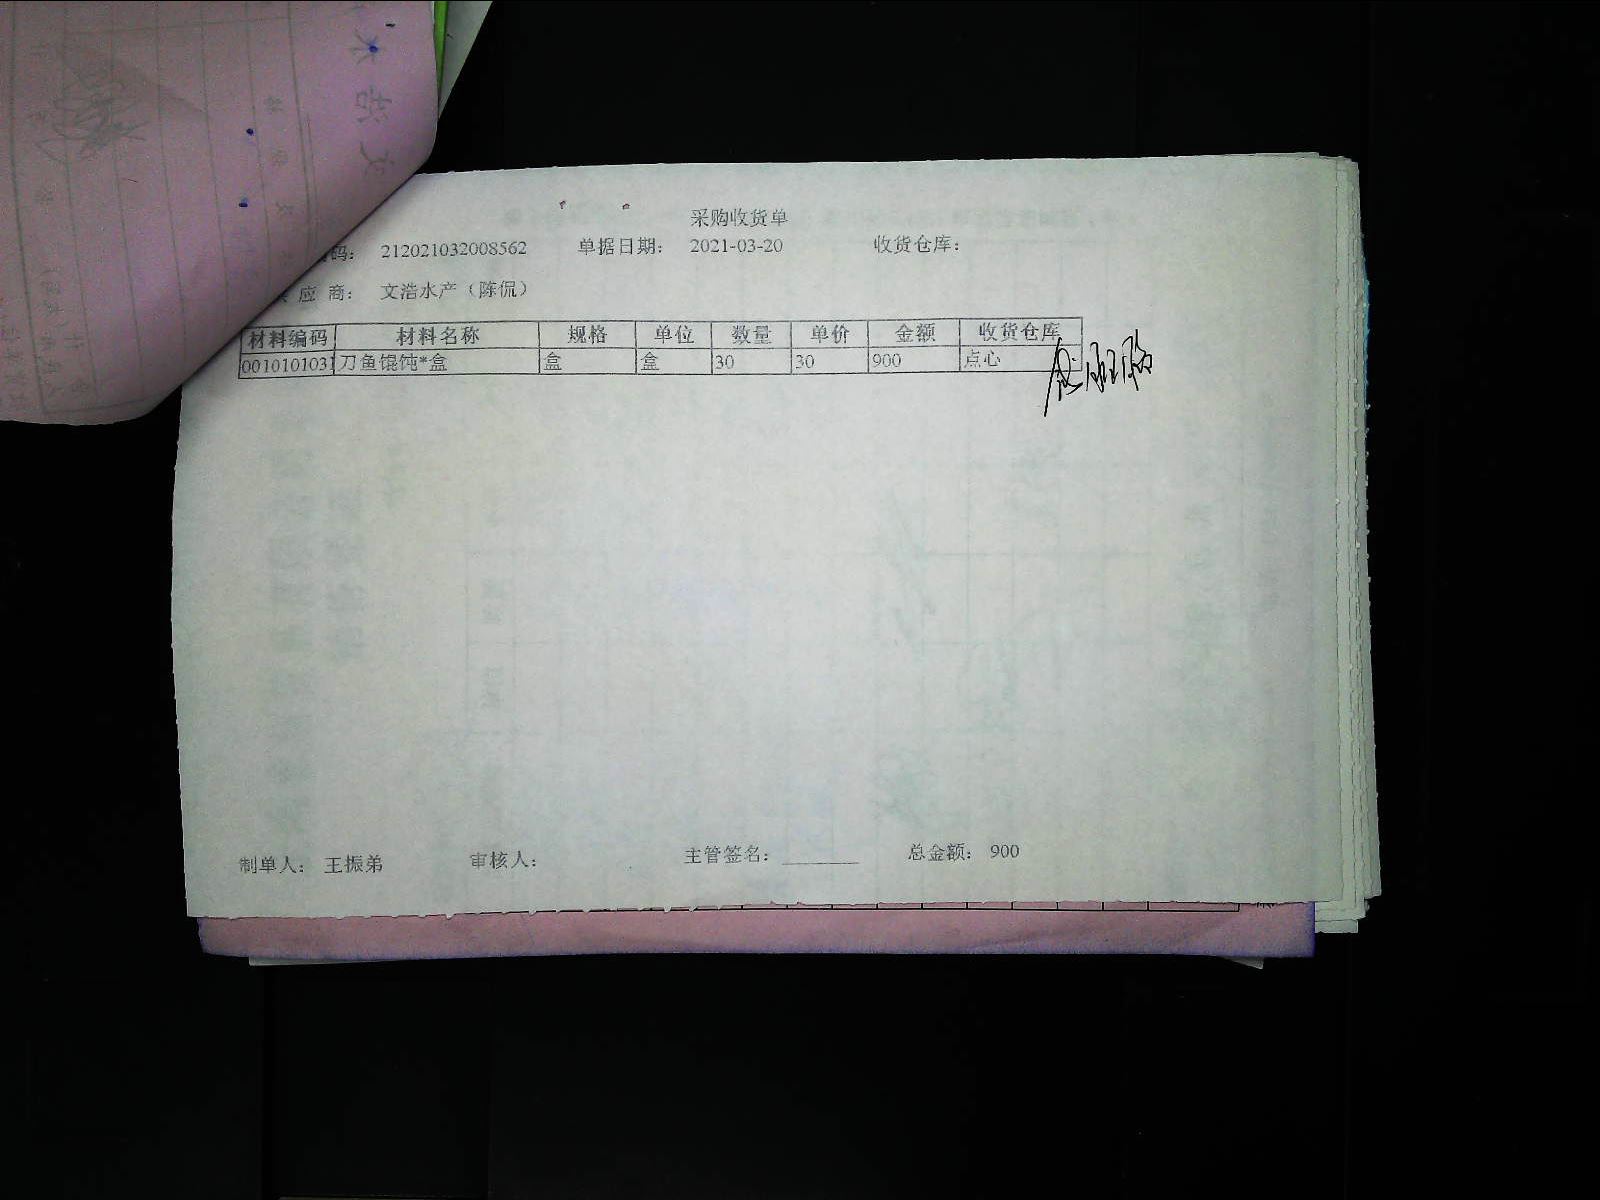 采购收货单
码： 212021032008562 单据日期： 2021-03-20 收货仓库：
应 商： 文浩水产（陈侃）
材料编码 材料名称 规格 单位 数量 单价 金额 收货仓库
001010103 刀鱼馄饨*盒 盒 盒 30 30 900 点心
制单人： 王振弟 审核人： 主管签名： ________ 总金额： 900